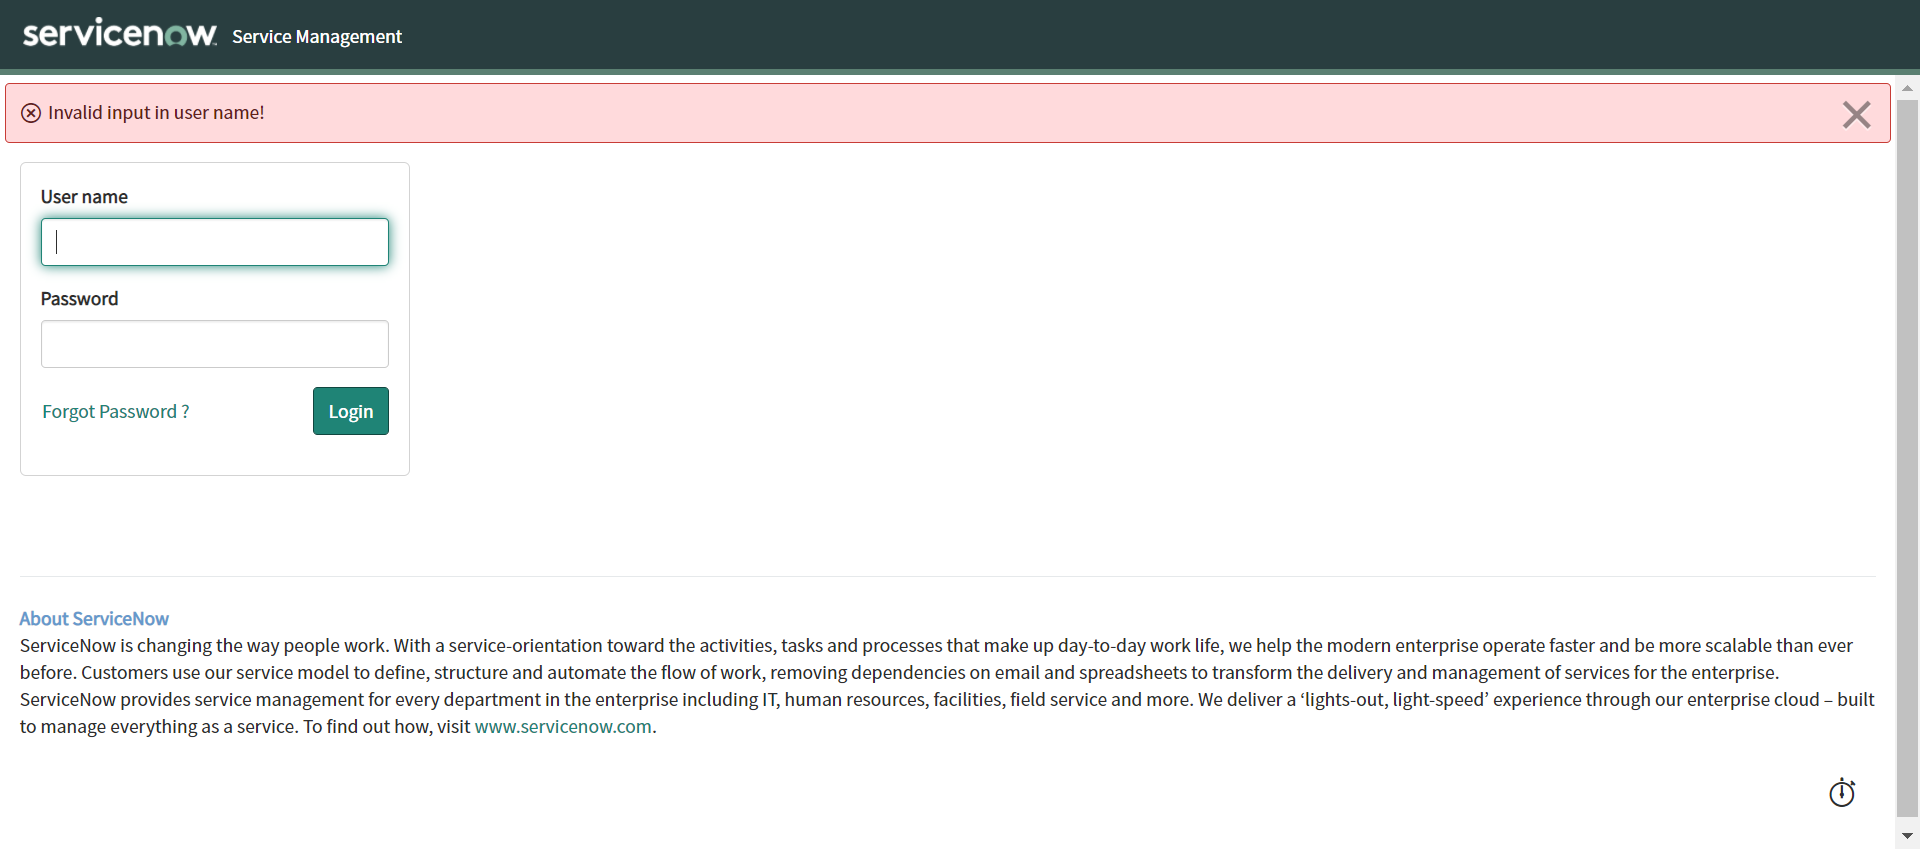 servicenow Service Management
Invalid input in user name!
User name
Password
Forgot Password ?
Login
About ServiceNow
ServiceNow is changing the way people work. With a service-orientation toward the activities, tasks and processes that make up day-to-day work life, we help the modern enterprise operate faster and be more scalable than ever
before. Customers use our service model to define, structure and automate the flow of work, removing dependencies on email and spreadsheets to transform the delivery and management of services for the enterprise.
ServiceNow provides service management for every department in the enterprise including IT, human resources, facilities, field service and more. We deliver a ‘lights-out, light-speed’ experience through our enterprise cloud – built
to manage everything as a service. To find out how, visit www.servicenow.com.